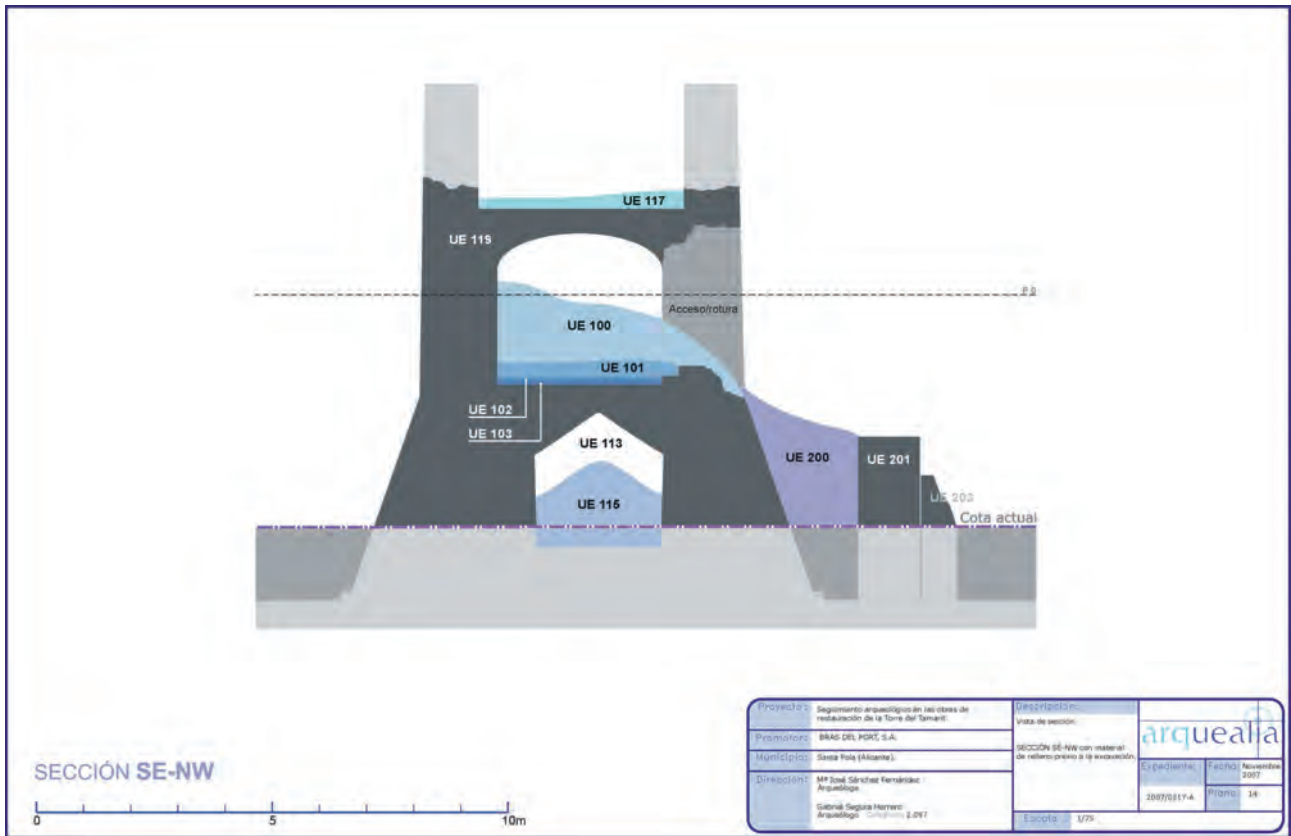 UE 117
UE 119
P 0
Acceso/rotura
UE 100
UE 101
UE 102
UE 103
UE 113
UE 200
UE 201
UE 115
UE 203
Cota actual
SECCIÓN SE-NW
0
5
10m
Proyecto:
Seguimiento arqueológico en las obras de
restauración de la Torre del Tamarit
Promotor:
BRAS DEL PORT, S.A.
Municipio:
Santa Pola (Alicante).
Dirección:
Mª José Sánchez Fernández
Arqueóloga
Gabriel Segura Herrero
Arqueólogo
Descripción:
Vista de sección.
SECCIÓN SE-NW con material
de relleno previo a la excavación.
Escala:
1/75
arquealia
Expediente:
Fecha:
Noviembre
2007
Plano:
14